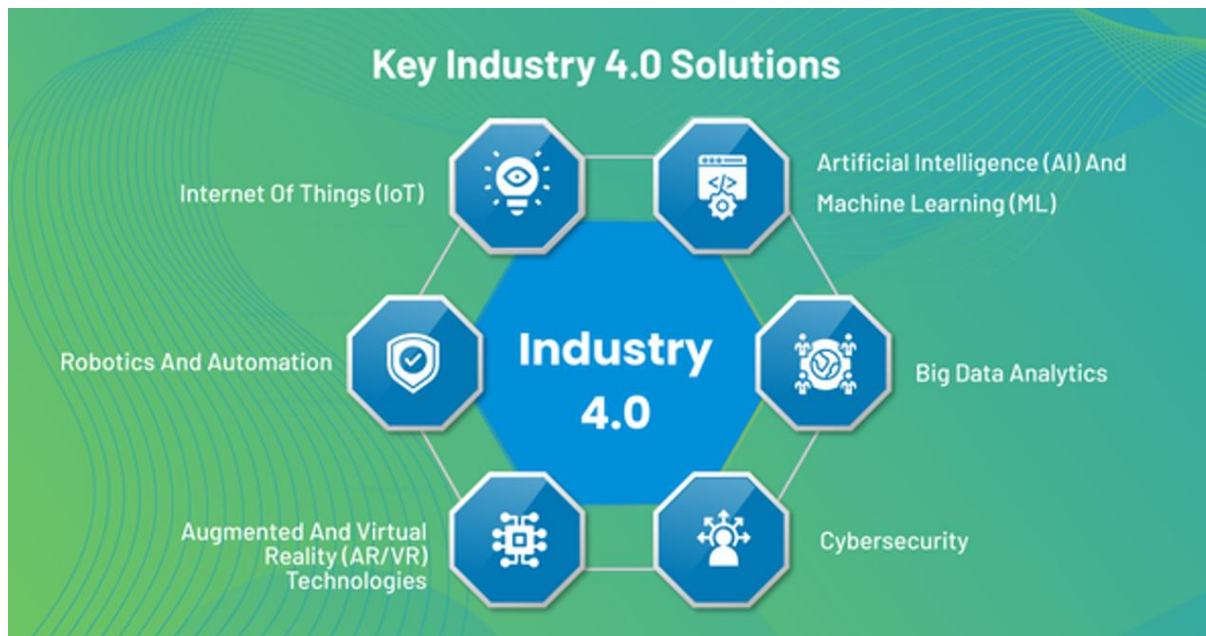 Key Industry 4.0 Solutions
Internet Of Things (IoT)
Artificial Intelligence (AI) And
Machine Learning (ML)
Robotics And Automation
Industry
4.0
Big Data Analytics
Augmented And Virtual
Reality (AR/VR)
Technologies
Cybersecurity